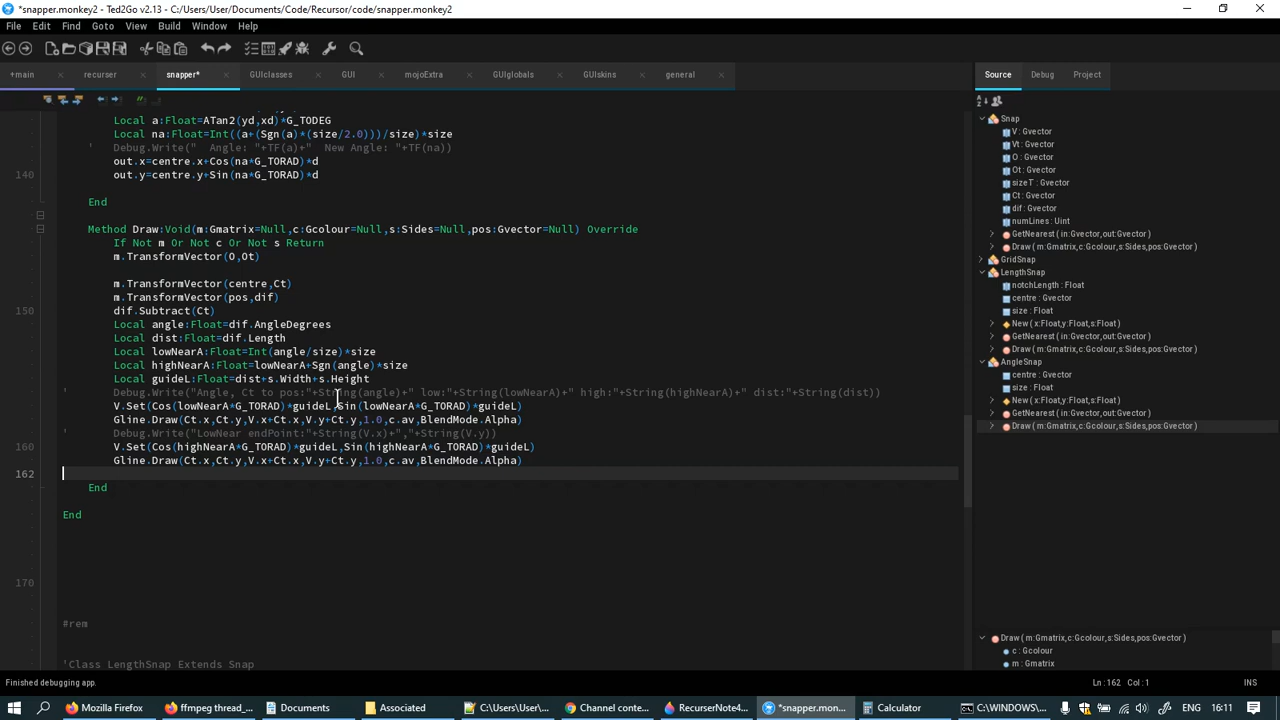 *snapper.monkey2 - Ted2Go v2.13 - C:/Users/User/Documents/Code/Recursor/code/snapper.monkey2
File Edit Find Goto View Build Window Help
+main recurser snapper* GUIclasses GUI mojoExtra GUIglobals GUIskins general
Source Debug Project
Local a:Float=ATan2(yd,xd)*G_TODEG
Local na:Float=Int((a+(Sgn(a)*(size/2.0)))/size)*size
' Debug.Write(" Angle: "+TF(a)+" New Angle: "+TF(na))
out.x=centre.x+Cos(na*G_TORAD)*d
140 out.y=centre.y+Sin(na*G_TORAD)*d
End
Method Draw:Void(m:Gmatrix=Null,c:Gcolour=Null,s:Sides=Null,pos:Gvector=Null) Override
If Not m Or Not c Or Not s Return
m.TransformVector(O,Ot)
m.TransformVector(centre,Ct)
m.TransformVector(pos,dif)
150 dif.Subtract(Ct)
Local angle:Float=dif.AngleDegrees
Local dist:Float=dif.Length
Local lowNearA:Float=Int(angle/size)*size
Local highNearA:Float=lowNearA+Sgn(angle)*size
Local guideL:Float=dist+s.Width+s.Height
' Debug.Write("Angle, Ct to pos:"+String(angle)+" low:"+String(lowNearA)+" high:"+String(highNearA)+" dist:"+String(dist))
V.Set(Cos(lowNearA*G_TORAD)*guideL,Sin(lowNearA*G_TORAD)*guideL)
Gline.Draw(Ct.x,Ct.y,V.x+Ct.x,V.y+Ct.y,1.0,c.av,BlendMode.Alpha)
' Debug.Write("LowNear endPoint:"+String(V.x)+","+String(V.y))
160 V.Set(Cos(highNearA*G_TORAD)*guideL,Sin(highNearA*G_TORAD)*guideL)
Gline.Draw(Ct.x,Ct.y,V.x+Ct.x,V.y+Ct.y,1.0,c.av,BlendMode.Alpha)
162
End
End
170
#rem
'Class LengthSnap Extends Snap
Snap
V : Gvector
Vt : Gvector
O : Gvector
Ot : Gvector
sizeT : Gvector
Ct : Gvector
dif : Gvector
numLines : Uint
GetNearest ( in:Gvector,out:Gvector )
Draw ( m:Gmatrix,c:Gcolour,s:Sides,pos:Gvector )
GridSnap
LengthSnap
notchLength : Float
centre : Gvector
size : Float
New ( x:Float,y:Float,s:Float )
GetNearest ( in:Gvector,out:Gvector )
Draw ( m:Gmatrix,c:Gcolour,s:Sides,pos:Gvector )
AngleSnap
centre : Gvector
size : Float
New ( x:Float,y:Float,s:Float )
GetNearest ( in:Gvector,out:Gvector )
Draw ( m:Gmatrix,c:Gcolour,s:Sides,pos:Gvector )
Draw ( m:Gmatrix,c:Gcolour,s:Sides,pos:Gvector )
c : Gcolour
m : Gmatrix
Finished debugging app. Ln : 162 Col : 1 INS
Mozilla Firefox ffmpeg thread_... Documents Associated C:\Users\User\... Channel conte... RecurserNote4... *snapper.mon... Calculator C:\WINDOWS\... ENG 16:11